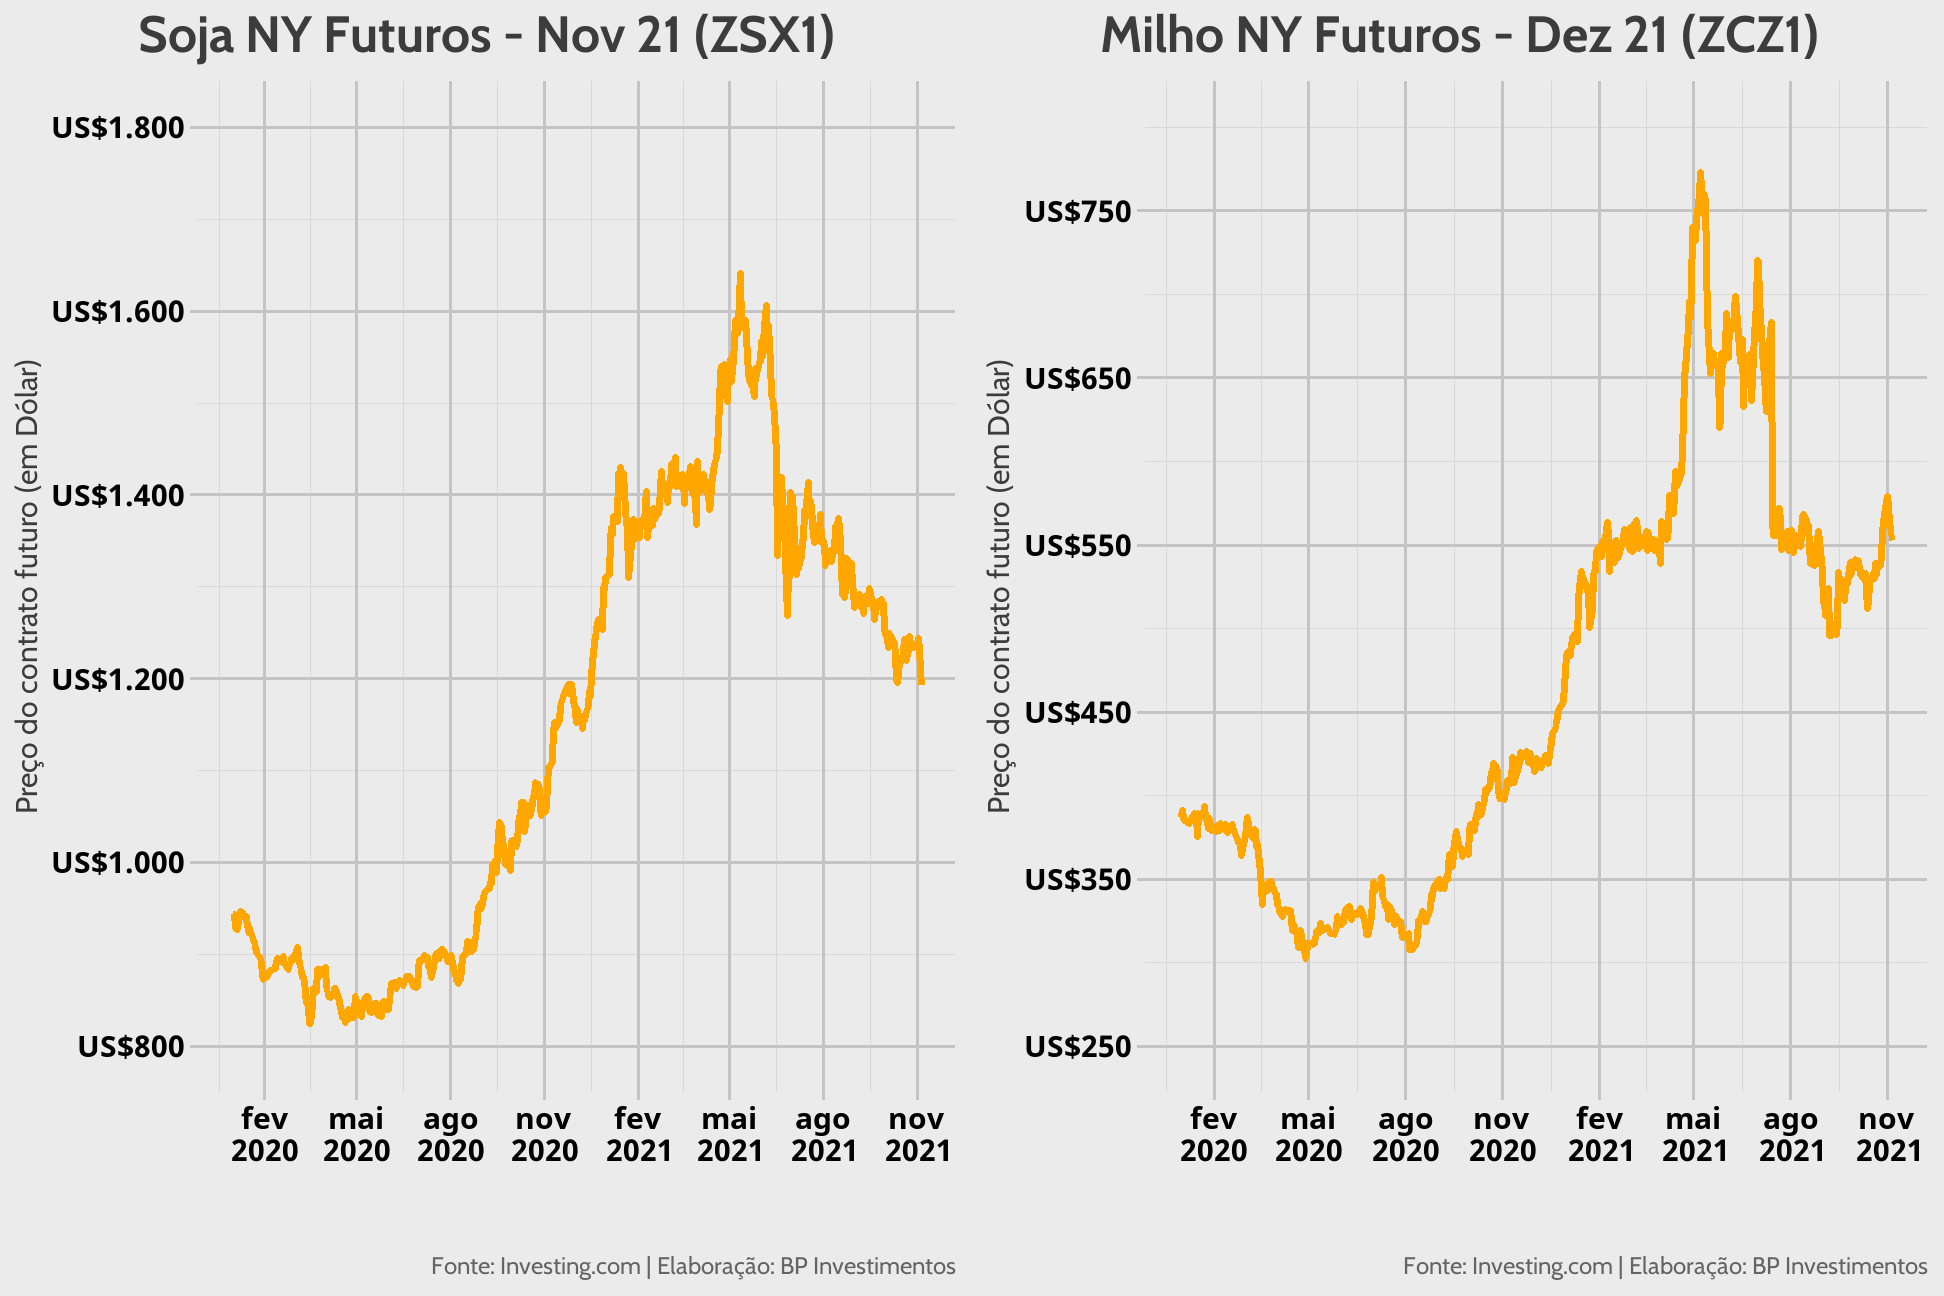 Soja NY Futuros - Nov 21 (ZSX1)
Preço do contrato futuro (em Dólar)
US$1.800
US$1.600
US$1.400
US$1.200
US$1.000
US$800
fev mai ago nov fev mai ago nov
2020 2020 2020 2020 2021 2021 2021 2021
Fonte: Investing.com | Elaboração: BP Investimentos
Milho NY Futuros - Dez 21 (ZCZ1)
Preço do contrato futuro (em Dólar)
US$750
US$650
US$550
US$450
US$350
US$250
fev mai ago nov fev mai ago nov
2020 2020 2020 2020 2021 2021 2021 2021
Fonte: Investing.com | Elaboração: BP Investimentos